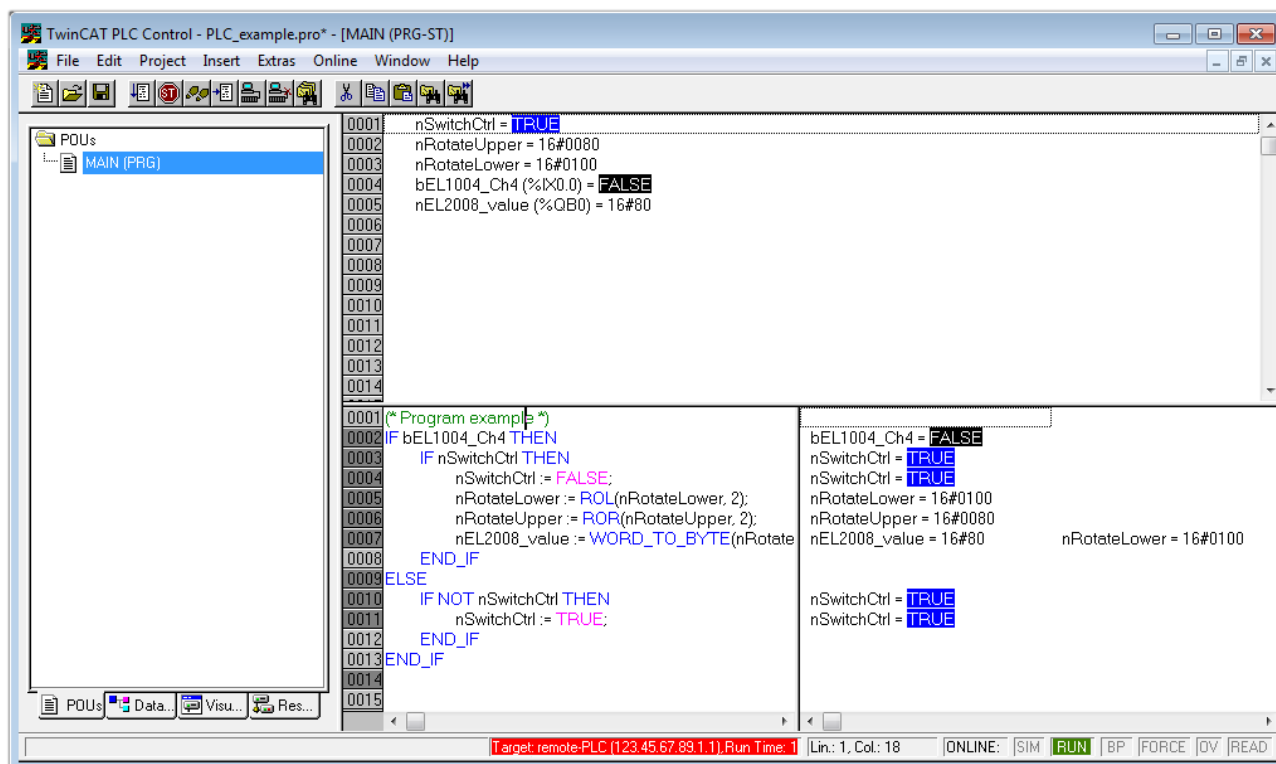 TwinCAT PLC Control - PLC_example.pro* - [MAIN (PRG-ST)]
File Edit Project Insert Extras Online Window Help
POUs
MAIN (PRG)
0001 nSwitchCtrl = TRUE
0002 nRotateUpper = 16#0080
0003 nRotateLower = 16#0100
0004 bEL1004_Ch4 (%IX0.0) = FALSE
0005 nEL2008_value (%QB0) = 16#80
0006
0007
0008
0009
0010
0011
0012
0013
0014
0001 (* Program example *)
0002 IF bEL1004_Ch4 THEN bEL1004_Ch4 = FALSE
0003 IF nSwitchCtrl THEN nSwitchCtrl = TRUE
0004 nSwitchCtrl := FALSE; nSwitchCtrl = TRUE
0005 nRotateLower := ROL(nRotateLower, 2); nRotateLower = 16#0100
0006 nRotateUpper := ROR(nRotateUpper, 2); nRotateUpper = 16#0080
0007 nEL2008_value := WORD_TO_BYTE(nRotate nEL2008_value = 16#80 nRotateLower = 16#0100
0008 END_IF
0009 ELSE
0010 IF NOT nSwitchCtrl THEN nSwitchCtrl = TRUE
0011 nSwitchCtrl := TRUE; nSwitchCtrl = TRUE
0012 END_IF
0013 END_IF
0014
0015
POUs Data... Visu... Res...
Target: remote-PLC (123.45.67.89.1.1), Run Time: 1 Lin.: 1, Col.: 18 ONLINE: SIM RUN BP FORCE OV READ